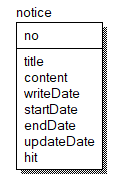 notice
no
title
content
writeDate
startDate
endDate
updateDate
hit